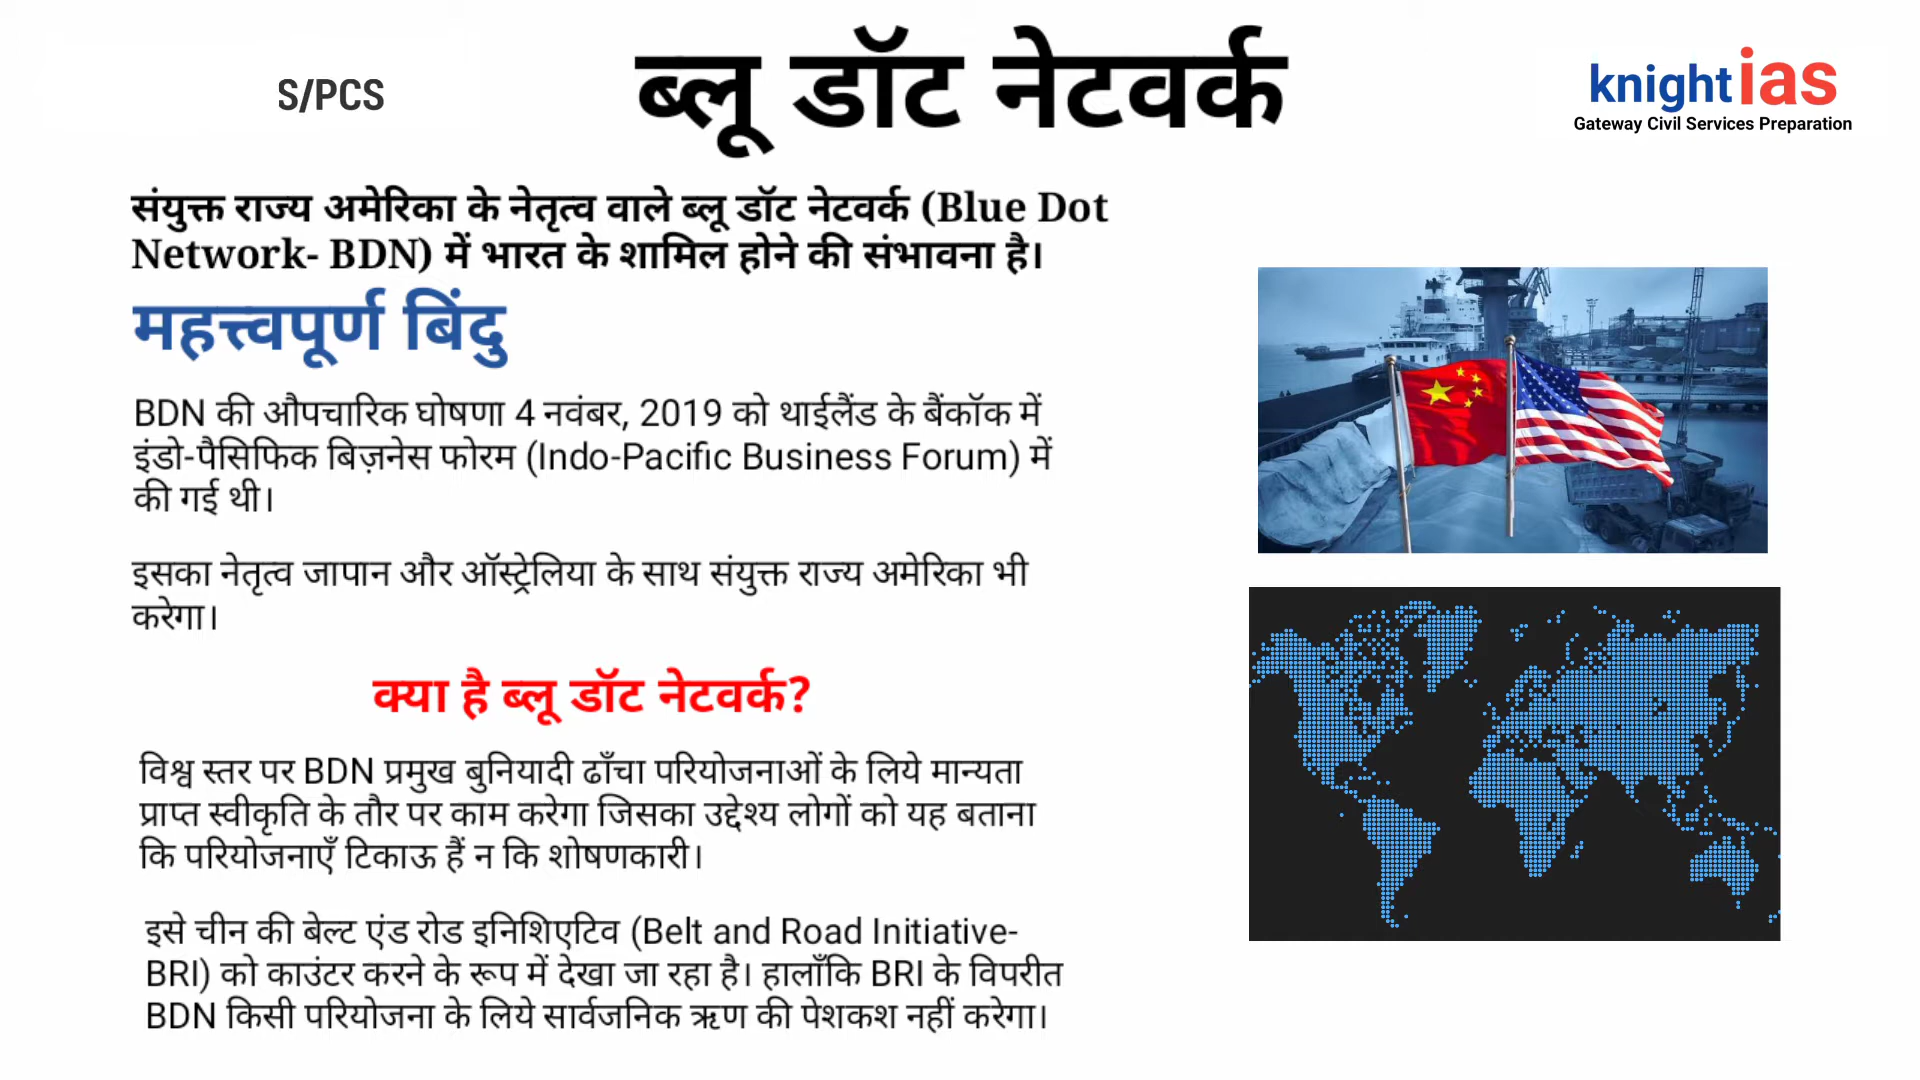 S/PCS
ब्लू डॉट नेटवर्क
knightias
Gateway Civil Services Preparation
संयुक्त राज्य अमेरिका के नेतृत्व वाले ब्लू डॉट नेटवर्क (Blue Dot
Network- BDN) में भारत के शामिल होने की संभावना है।
महत्त्वपूर्ण बिंदु
BDN की औपचारिक घोषणा 4 नवंबर, 2019 को थाईलैंड के बैंकॉक में
इंडो-पैसिफिक बिज़नेस फोरम (Indo-Pacific Business Forum) में
की गई थी।
इसका नेतृत्व जापान और ऑस्ट्रेलिया के साथ संयुक्त राज्य अमेरिका भी
करेगा।
क्या है ब्लू डॉट नेटवर्क?
विश्व स्तर पर BDN प्रमुख बुनियादी ढाँचा परियोजनाओं के लिये मान्यता
प्राप्त स्वीकृति के तौर पर काम करेगा जिसका उद्देश्य लोगों को यह बताना
कि परियोजनाएँ टिकाऊ हैं न कि शोषणकारी।
इसे चीन की बेल्ट एंड रोड इनिशिएटिव (Belt and Road Initiative-
BRI) को काउंटर करने के रूप में देखा जा रहा है। हालाँकि BRI के विपरीत
BDN किसी परियोजना के लिये सार्वजनिक ऋण की पेशकश नहीं करेगा।